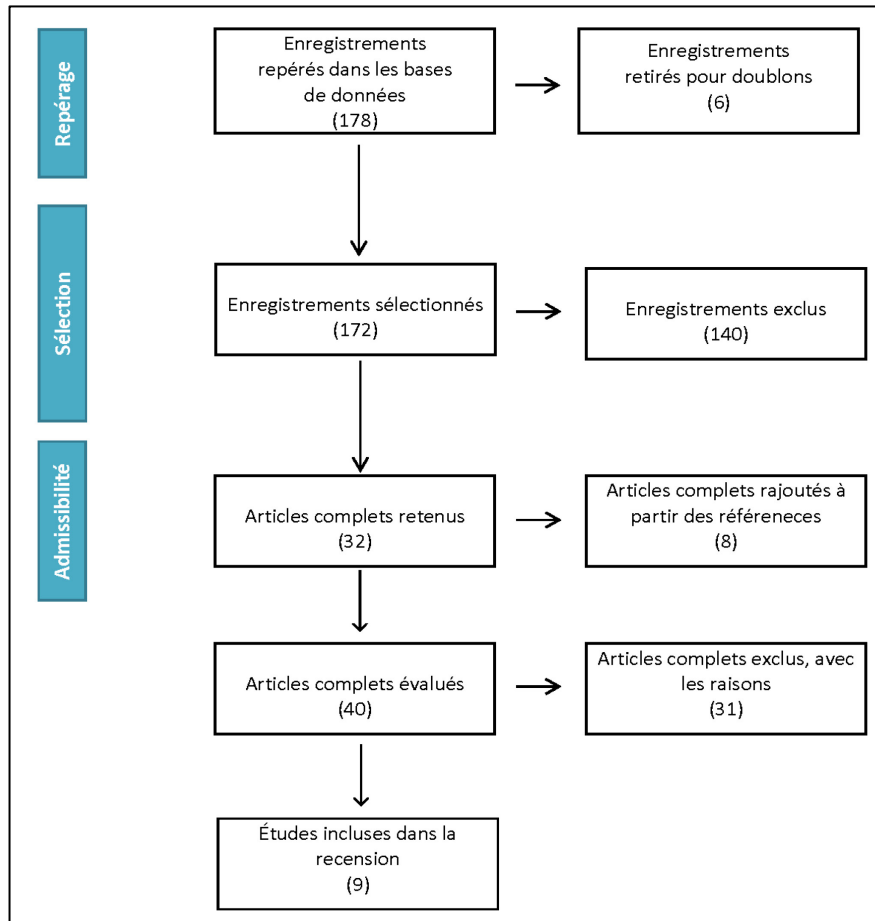 Repérage
Enregistrements
repérés dans les bases
de données
(178)
Enregistrements
retirés pour doublons
(6)
Sélection
Enregistrements sélectionnés
(172)
Enregistrements exclus
(140)
Admissibilité
Articles complets retenus
(32)
Articles complets rajoutés à
partir des référeneces
(8)
Articles complets évalués
(40)
Articles complets exclus, avec
les raisons
(31)
Études incluses dans la
recension
(9)